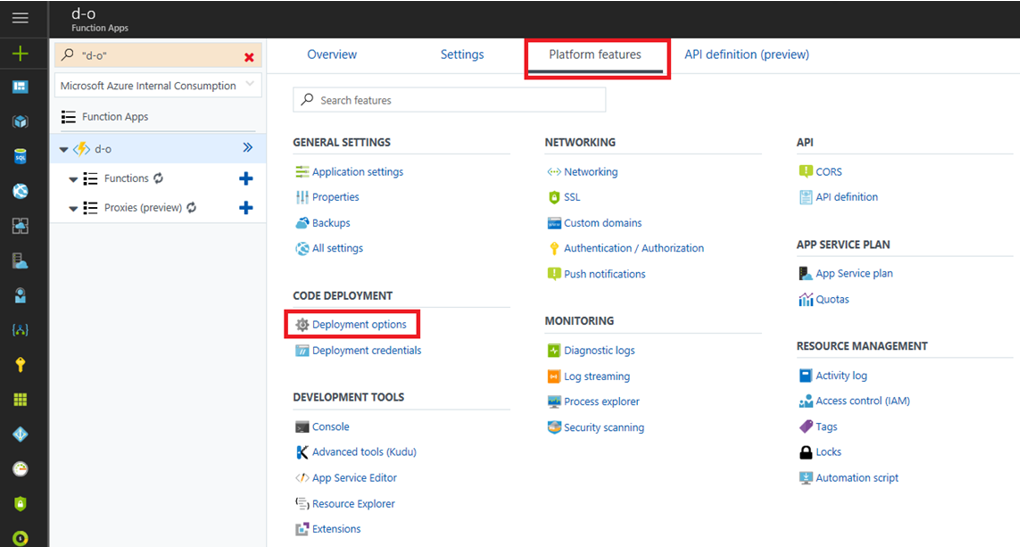 d-o
Function Apps
"d-o"
Microsoft Azure Internal Consumption
Function Apps
d-o
Functions
Proxies (preview)
Overview
Settings
Platform features
API definition (preview)
Search features
GENERAL SETTINGS
Application settings
Properties
Backups
All settings
CODE DEPLOYMENT
Deployment options
Deployment credentials
DEVELOPMENT TOOLS
Console
Advanced tools (Kudu)
App Service Editor
Resource Explorer
Extensions
NETWORKING
Networking
SSL
Custom domains
Authentication / Authorization
Push notifications
MONITORING
Diagnostic logs
Log streaming
Process explorer
Security scanning
API
CORS
API definition
APP SERVICE PLAN
App Service plan
Quotas
RESOURCE MANAGEMENT
Activity log
Access control (IAM)
Tags
Locks
Automation script